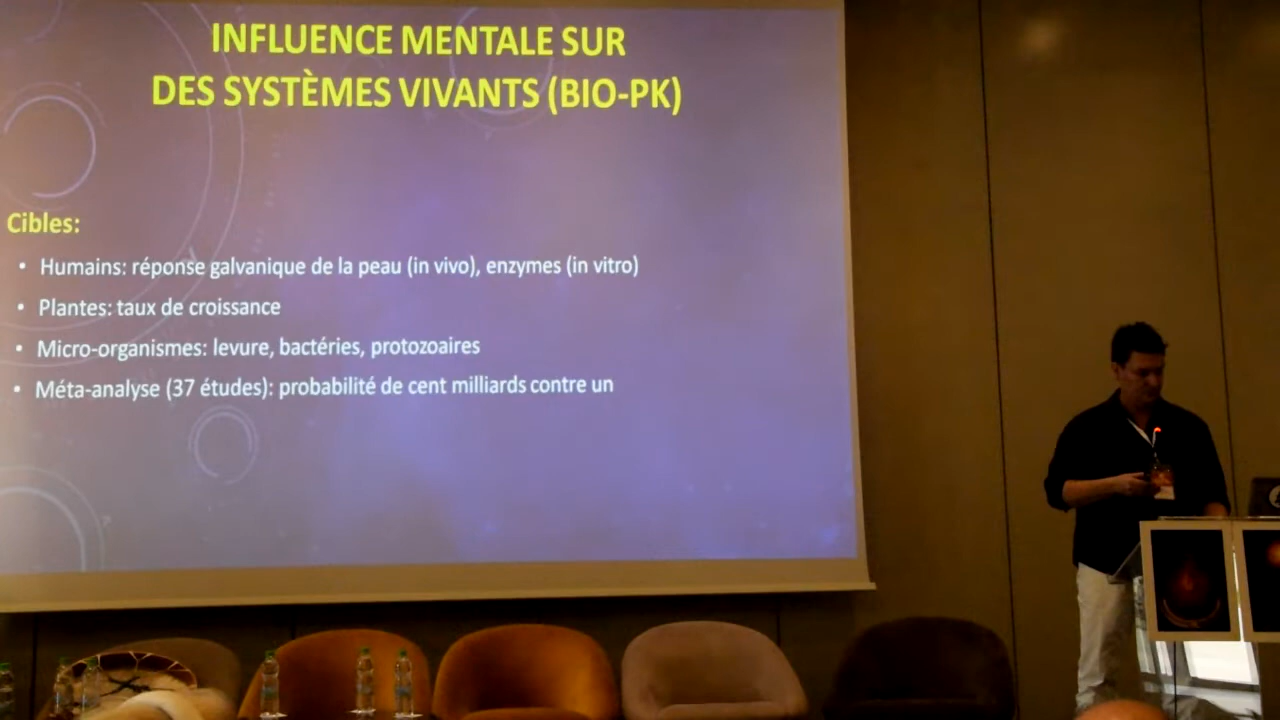 INFLUENCE MENTALE SUR
DES SYSTÈMES VIVANTS (BIO-PK)
Cibles:
• Humains: réponse galvanique de la peau (in vivo), enzymes (in vitro)
• Plantes: taux de croissance
• Micro-organismes: levure, bactéries, protozoaires
• Méta-analyse (37 études): probabilité de cent milliards contre un